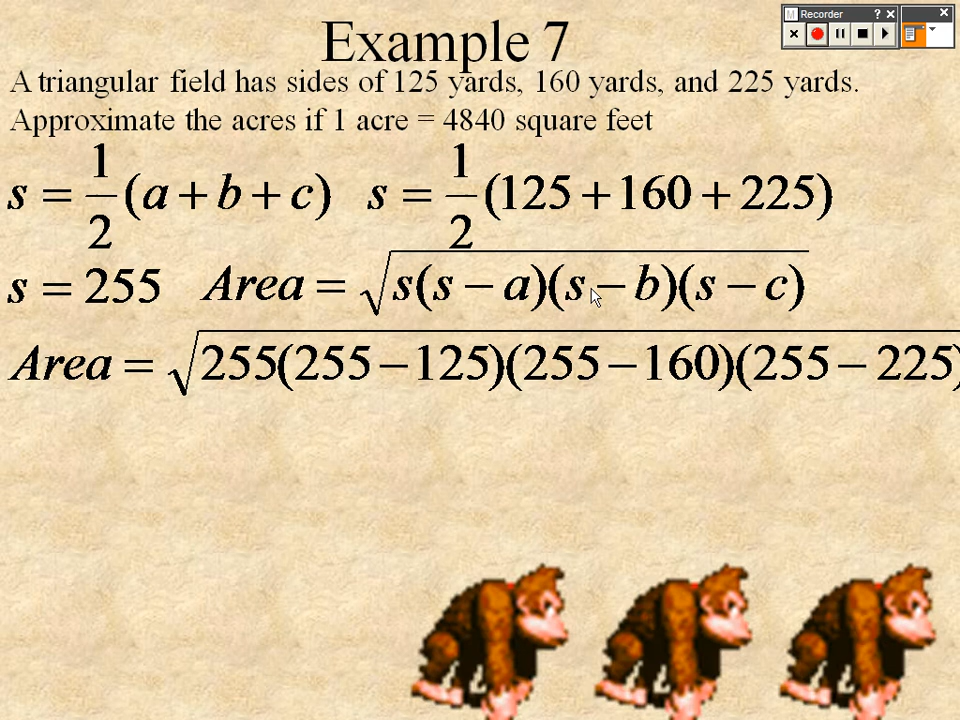 Example 7
Recorder
A triangular field has sides of 125 yards, 160 yards, and 225 yards.
Approximate the acres if 1 acre = 4840 square feet
s = 1/2 (a + b + c) s = 1/2 (125 + 160 + 225)
s = 255 Area = √s(s − a)(s − b)(s − c)
Area = √255(255 − 125)(255 − 160)(255 − 225)